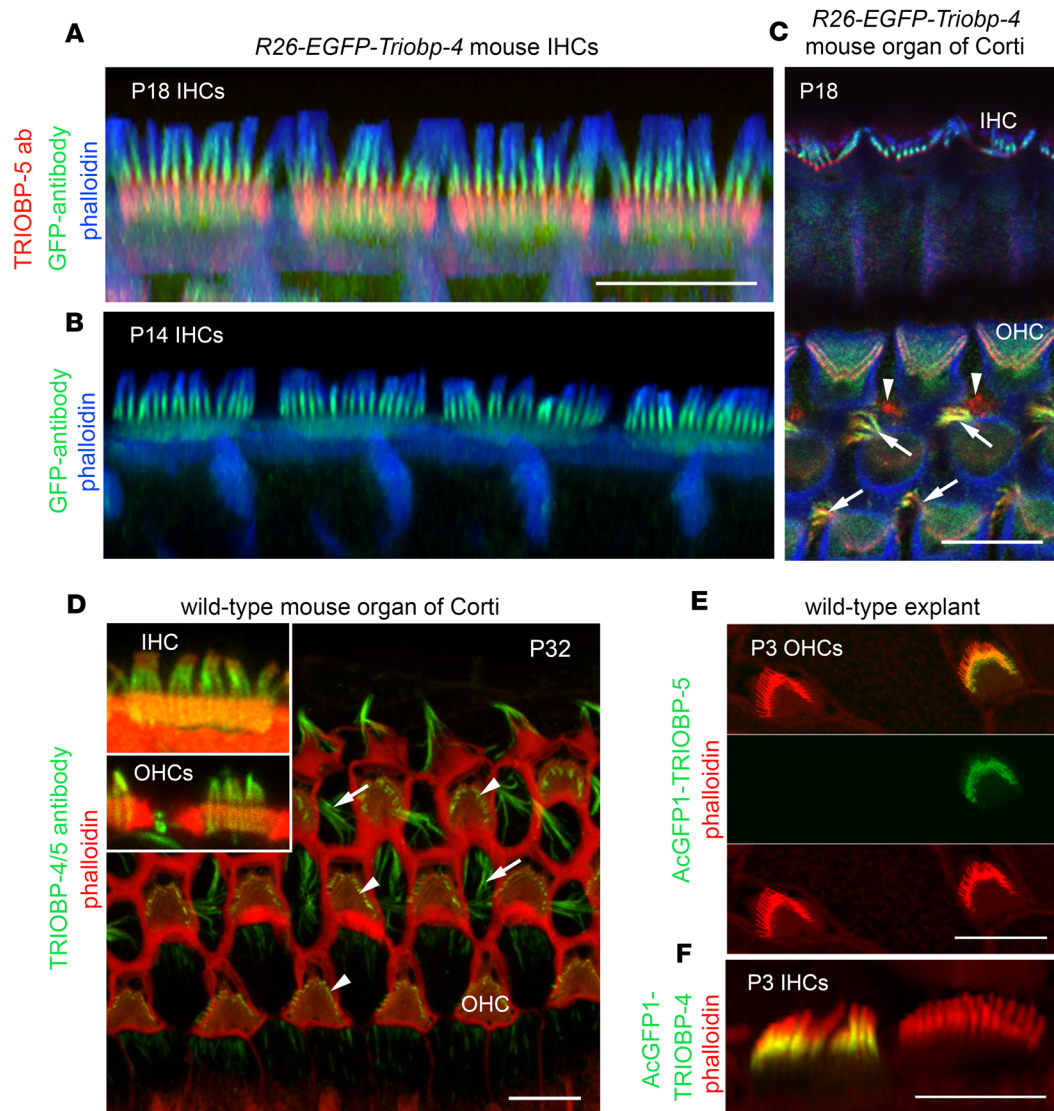 A
R26-EGFP-Triobp-4 mouse IHCs
TRIOBP-5 ab
GFP-antibody
phalloidin
P18 IHCs
B
GFP-antibody
phalloidin
P14 IHCs
C
R26-EGFP-Triobp-4
mouse organ of Corti
P18
IHC
OHC
D
wild-type mouse organ of Corti
TRIOBP-4/5 antibody
phalloidin
IHC
OHCs
P32
OHC
E
wild-type explant
AcGFP1-TRIOBP-5
phalloidin
P3 OHCs
F
AcGFP1-
TRIOBP-4
phalloidin
P3 IHCs